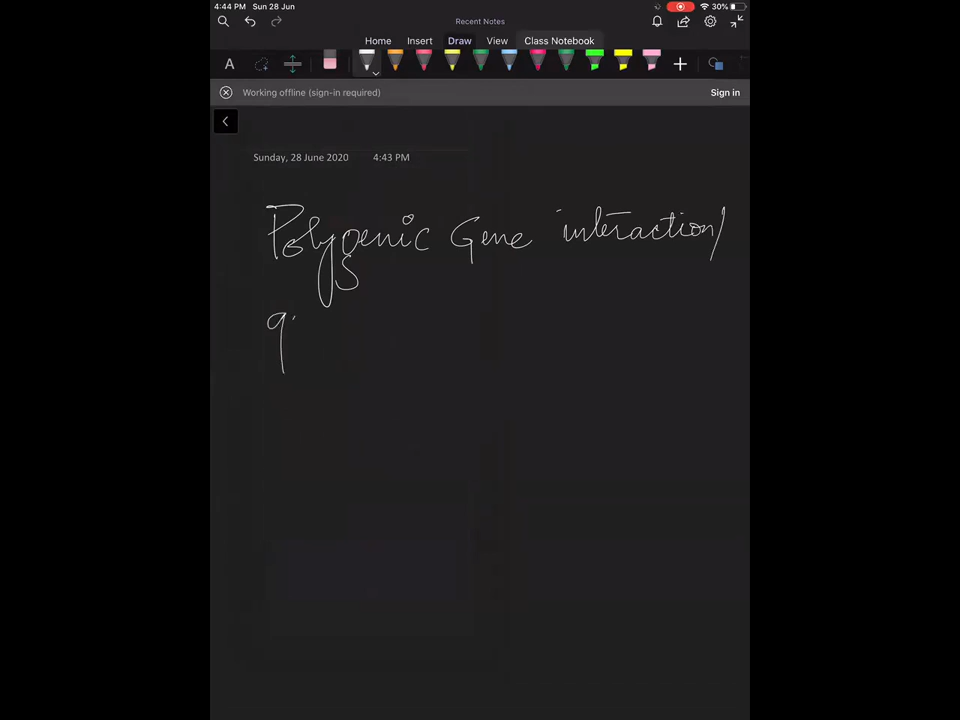 4:44 PM Sun 28 Jun 30%
Recent Notes
Home Insert Draw View Class Notebook
A
Working offline (sign-in required) Sign in
Sunday, 28 June 2020 4:43 PM
Polygenic Gene interaction/
q